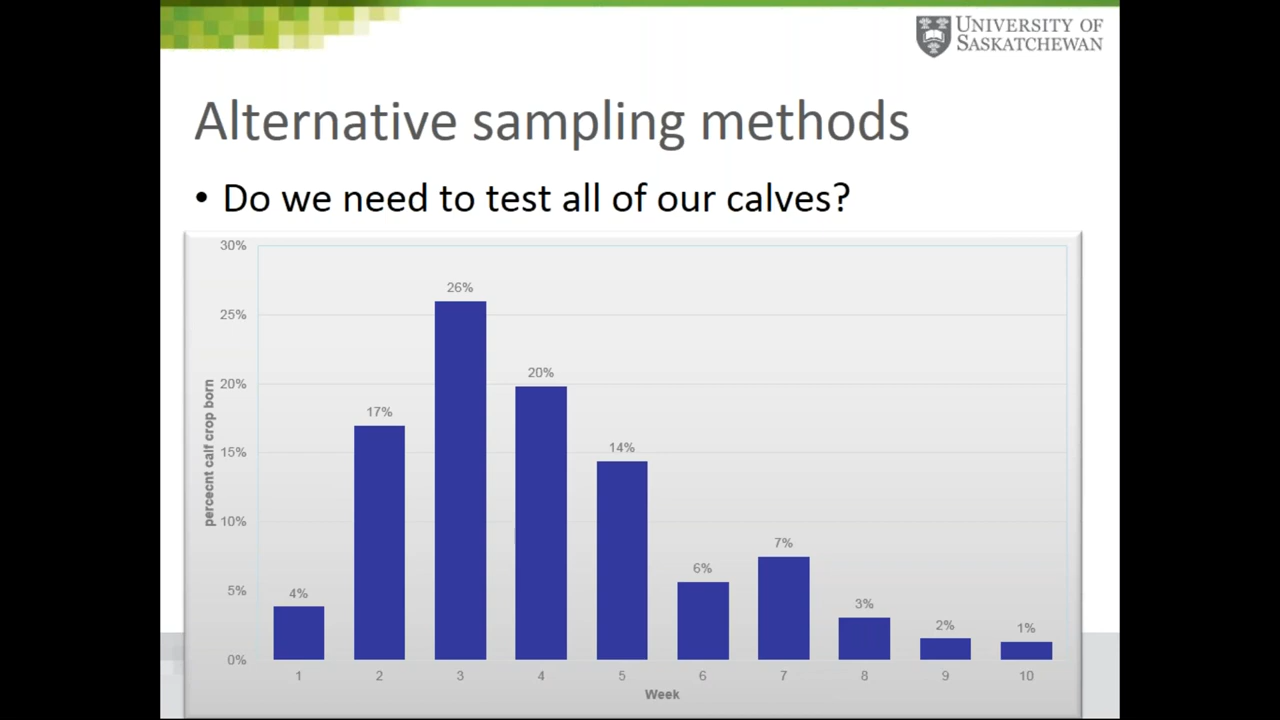 UNIVERSITY OF
SASKATCHEWAN
Alternative sampling methods
• Do we need to test all of our calves?
percecnt calf crop born
30%
25%
20%
15%
10%
5%
0%
4%
17%
26%
20%
14%
6%
7%
3%
2%
1%
1 2 3 4 5 6 7 8 9 10
Week